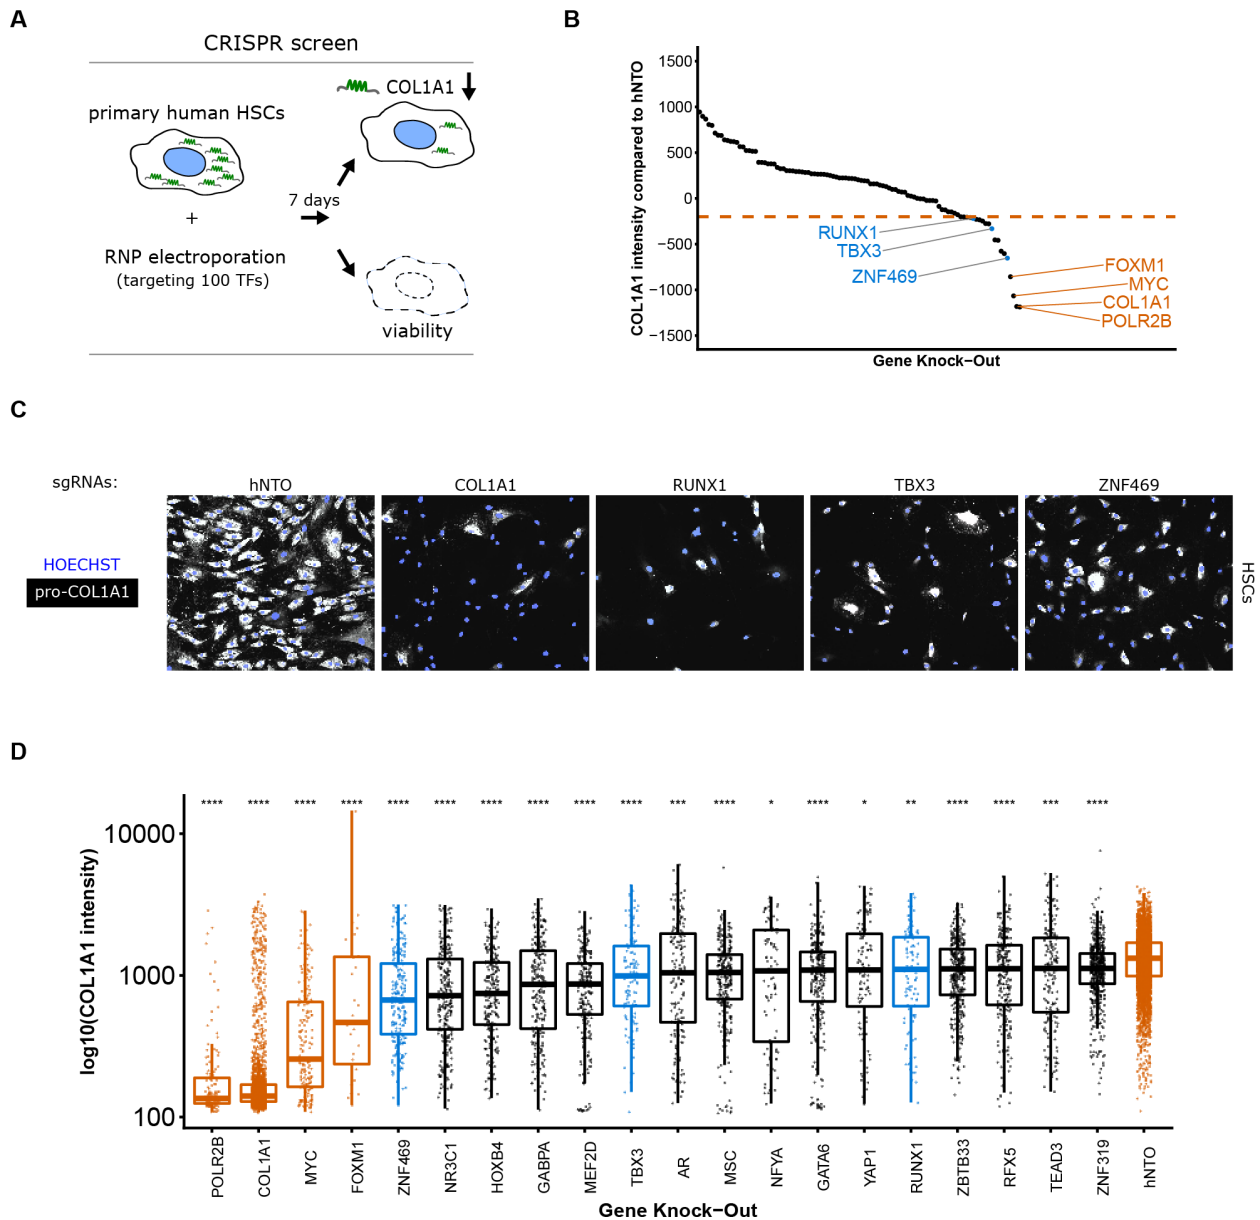 A
CRISPR screen
COL1A1
primary human HSCs
7 days
+
RNP electroporation
(targeting 100 TFs)
viability
B
COL1A1 intensity compared to hNTO
1500
1000
500
0
−500
−1000
−1500
RUNX1
TBX3
ZNF469
FOXM1
MYC
COL1A1
POLR2B
Gene Knock−Out
C
sgRNAs:
hNTO
COL1A1
RUNX1
TBX3
ZNF469
HOECHST
pro-COL1A1
HSCs
D
log10(COL1A1 intensity)
10000
1000
100
**** **** **** **** **** **** **** **** **** **** *** **** * **** * ** **** **** *** ****
POLR2B
COL1A1
MYC
FOXM1
ZNF469
NR3C1
HOXB4
GABPA
MEF2D
TBX3
AR
MSC
NFYA
GATA6
YAP1
RUNX1
ZBTB33
RFX5
TEAD3
ZNF319
hNTO
Gene Knock−Out